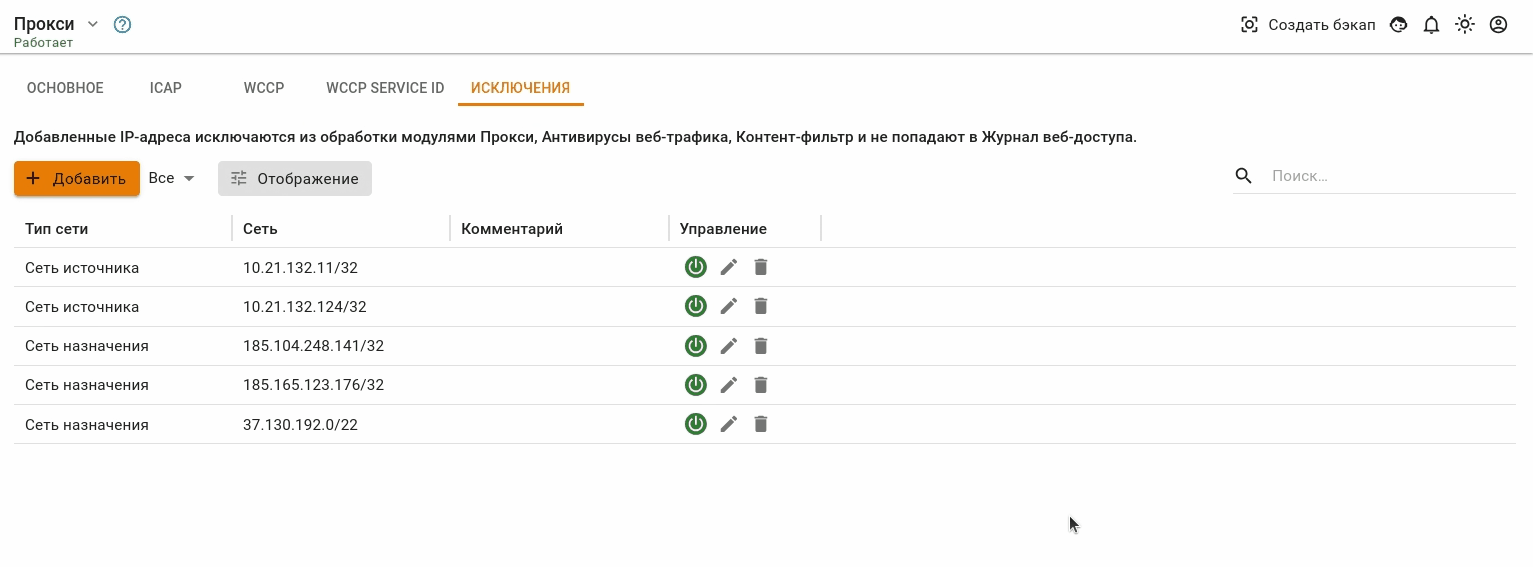 Прокси
Работает
Создать бэкап
ОСНОВНОЕ ICAP WCCP WCCP SERVICE ID ИСКЛЮЧЕНИЯ
Добавленные IP-адреса исключаются из обработки модулями Прокси, Антивирусы веб-трафика, Контент-фильтр и не попадают в Журнал веб-доступа.
Добавить Все Отображение Поиск...
Тип сети Сеть Комментарий Управление
Сеть источника 10.21.132.11/32
Сеть источника 10.21.132.124/32
Сеть назначения 185.104.248.141/32
Сеть назначения 185.165.123.176/32
Сеть назначения 37.130.192.0/22